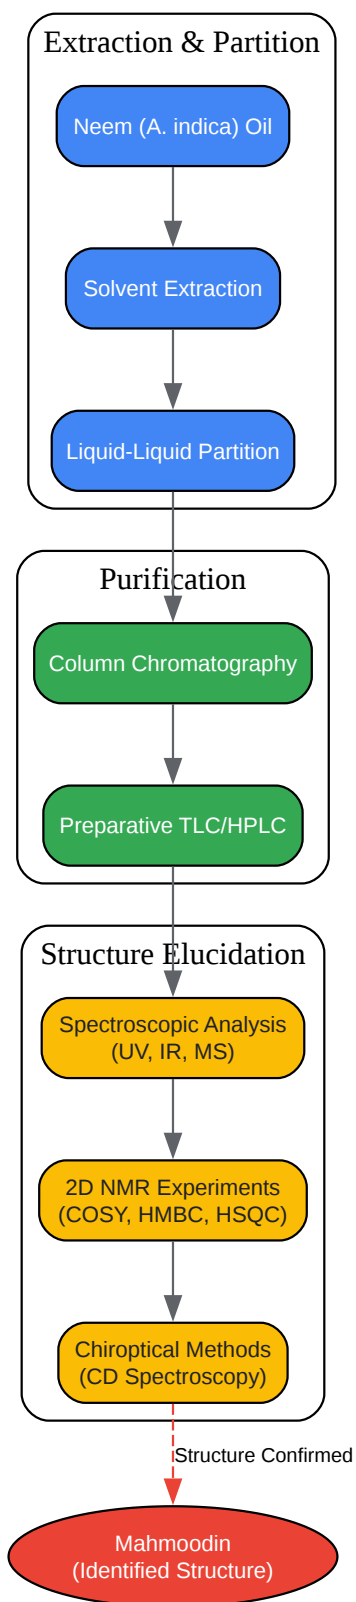 Extraction & Partition
Neem (A. indica) Oil
Solvent Extraction
Liquid-Liquid Partition
Purification
Column Chromatography
Preparative TLC/HPLC
Structure Elucidation
Spectroscopic Analysis
(UV, IR, MS)
2D NMR Experiments
(COSY, HMBC, HSQC)
Chiroptical Methods
(CD Spectroscopy)
Structure Confirmed
Mahmoodin
(Identified Structure)